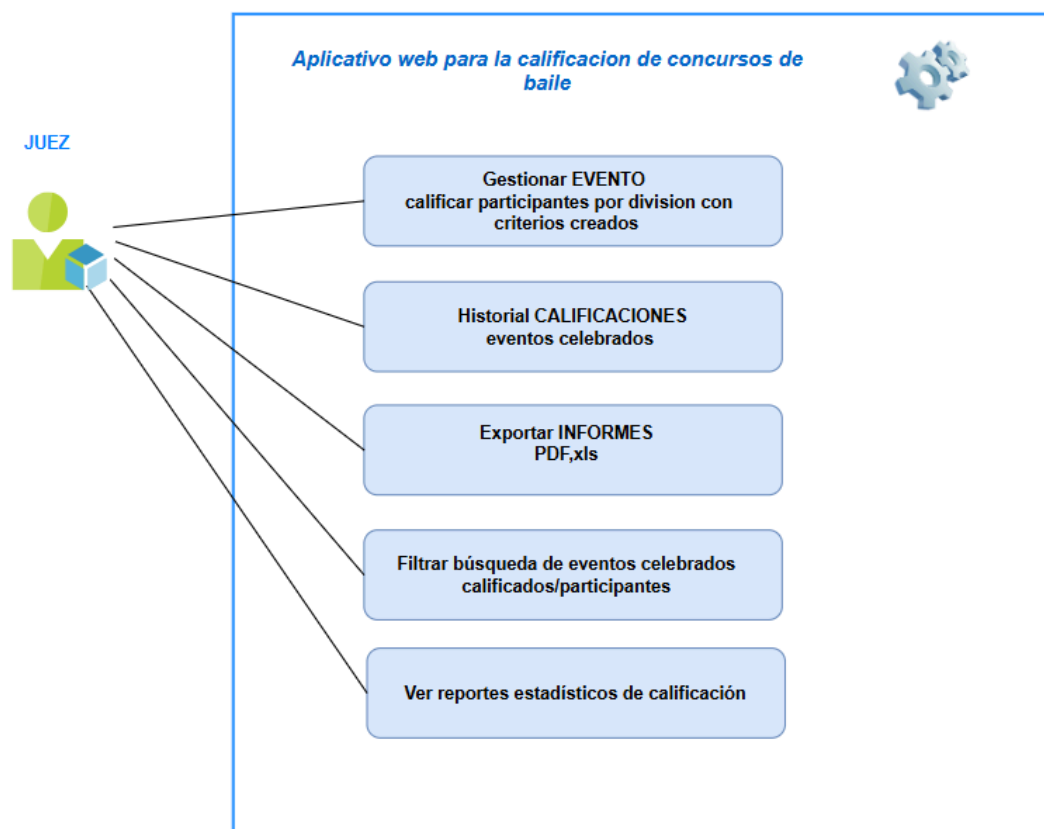 Aplicativo web para la calificacion de concursos de
baile
JUEZ
Gestionar EVENTO
calificar participantes por division con
criterios creados
Historial CALIFICACIONES
eventos celebrados
Exportar INFORMES
PDF,xls
Filtrar búsqueda de eventos celebrados
calificados/participantes
Ver reportes estadísticos de calificación